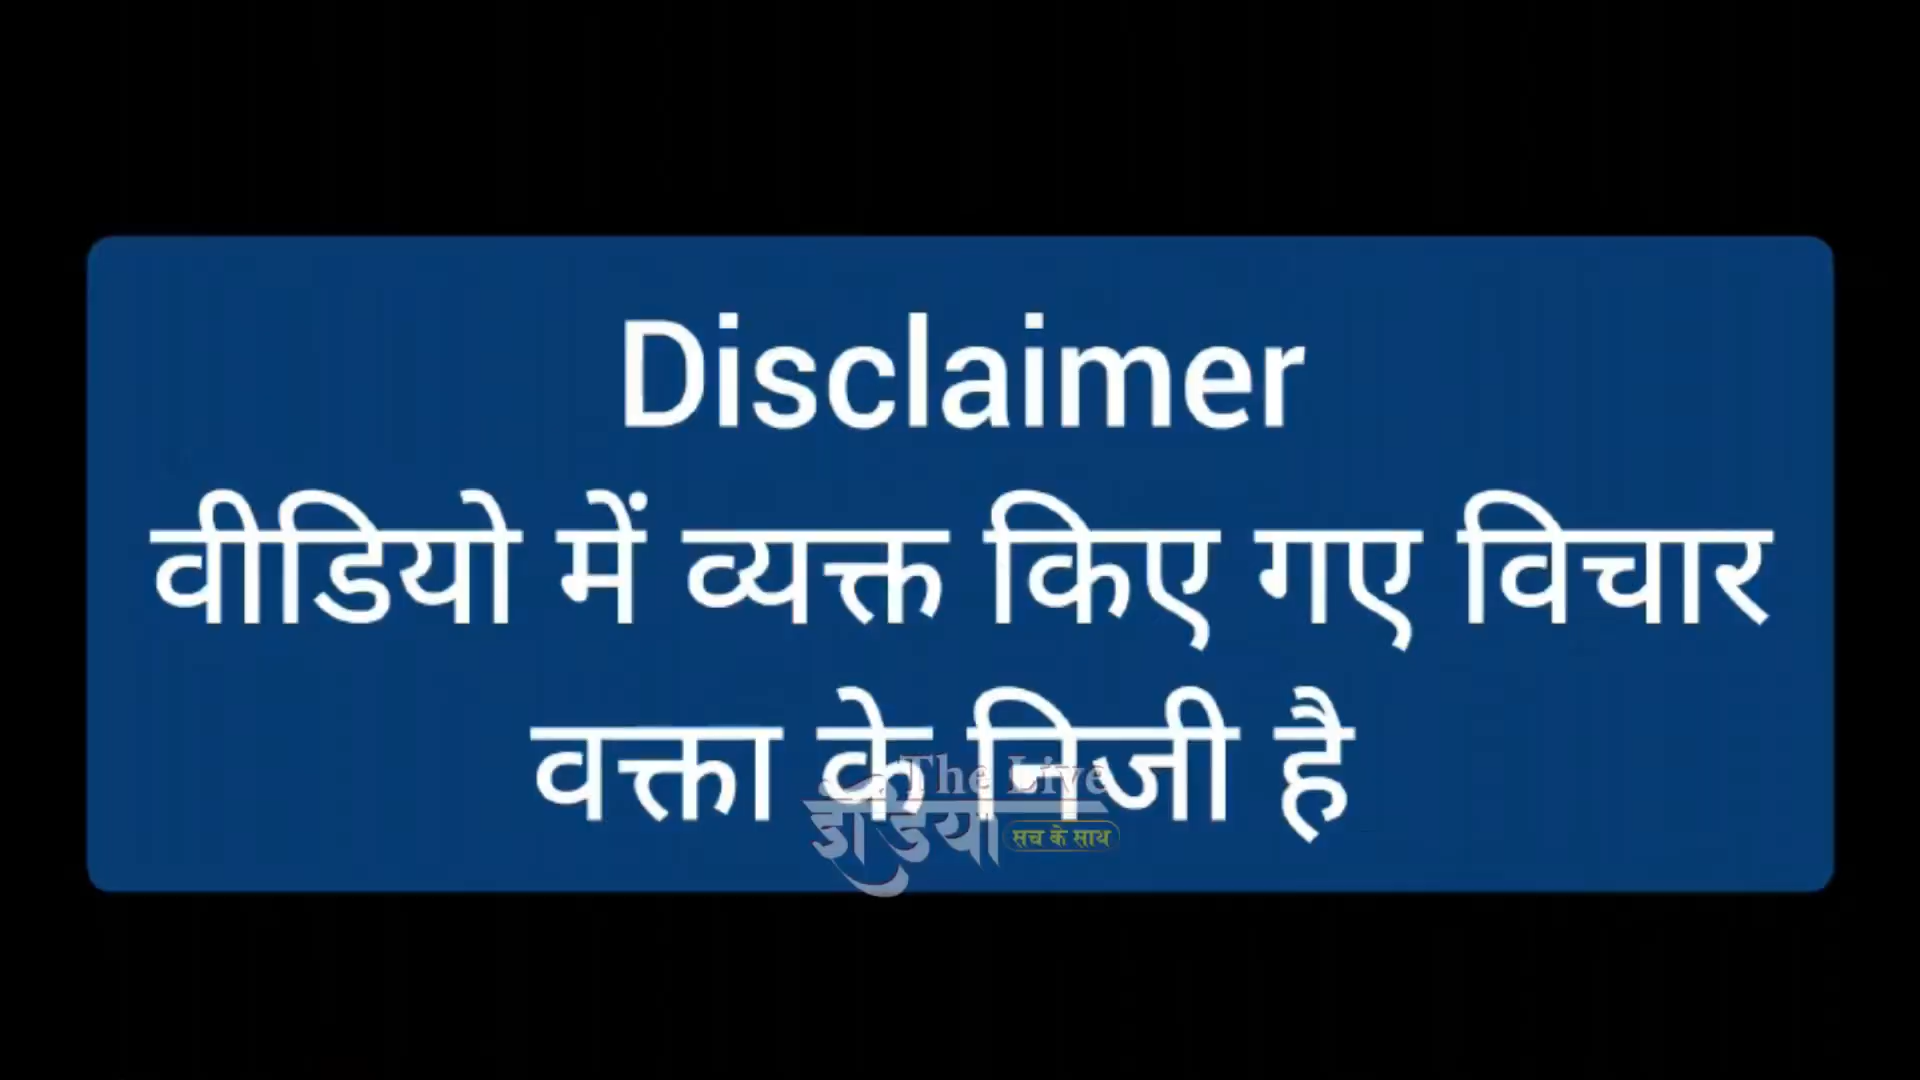 Disclaimer
वीडियो में व्यक्त किए गए विचार
वक्ता के निजी है
The Live
इंडिया सच के साथ